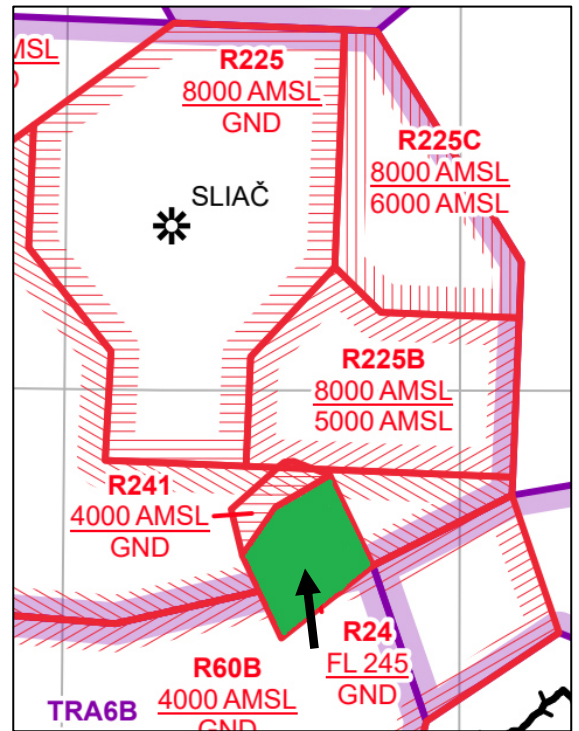 MSL
R225
8000 AMSL
GND
R225C
8000 AMSL
6000 AMSL
SLIAČ
R225B
8000 AMSL
5000 AMSL
R241
4000 AMSL
GND
R24
FL 245
GND
R60B
4000 AMSL
GND
TRA6B